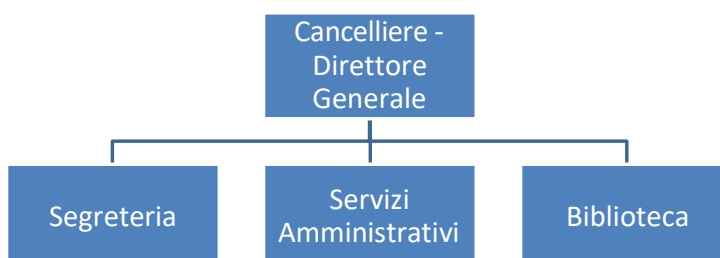 Cancelliere -
Direttore
Generale
Segreteria
Servizi
Amministrativi
Biblioteca